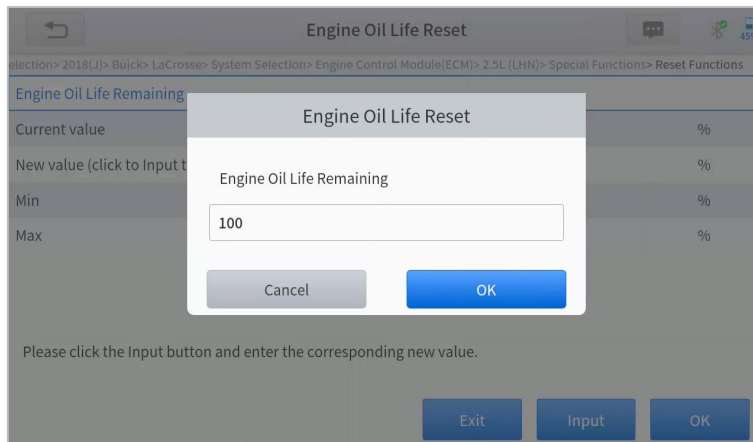 Engine Oil Life Reset
45%
election> 2018(J)> Buick> LaCrosse> System Selection> Engine Control Module(ECM)> 2.5L (LHN)> Special Functions> Reset Functions
Engine Oil Life Remaining
Current value %
New value (click to Input t %
Min %
Max %
Engine Oil Life Reset
Engine Oil Life Remaining
100
Cancel OK
Please click the Input button and enter the corresponding new value.
Exit Input OK